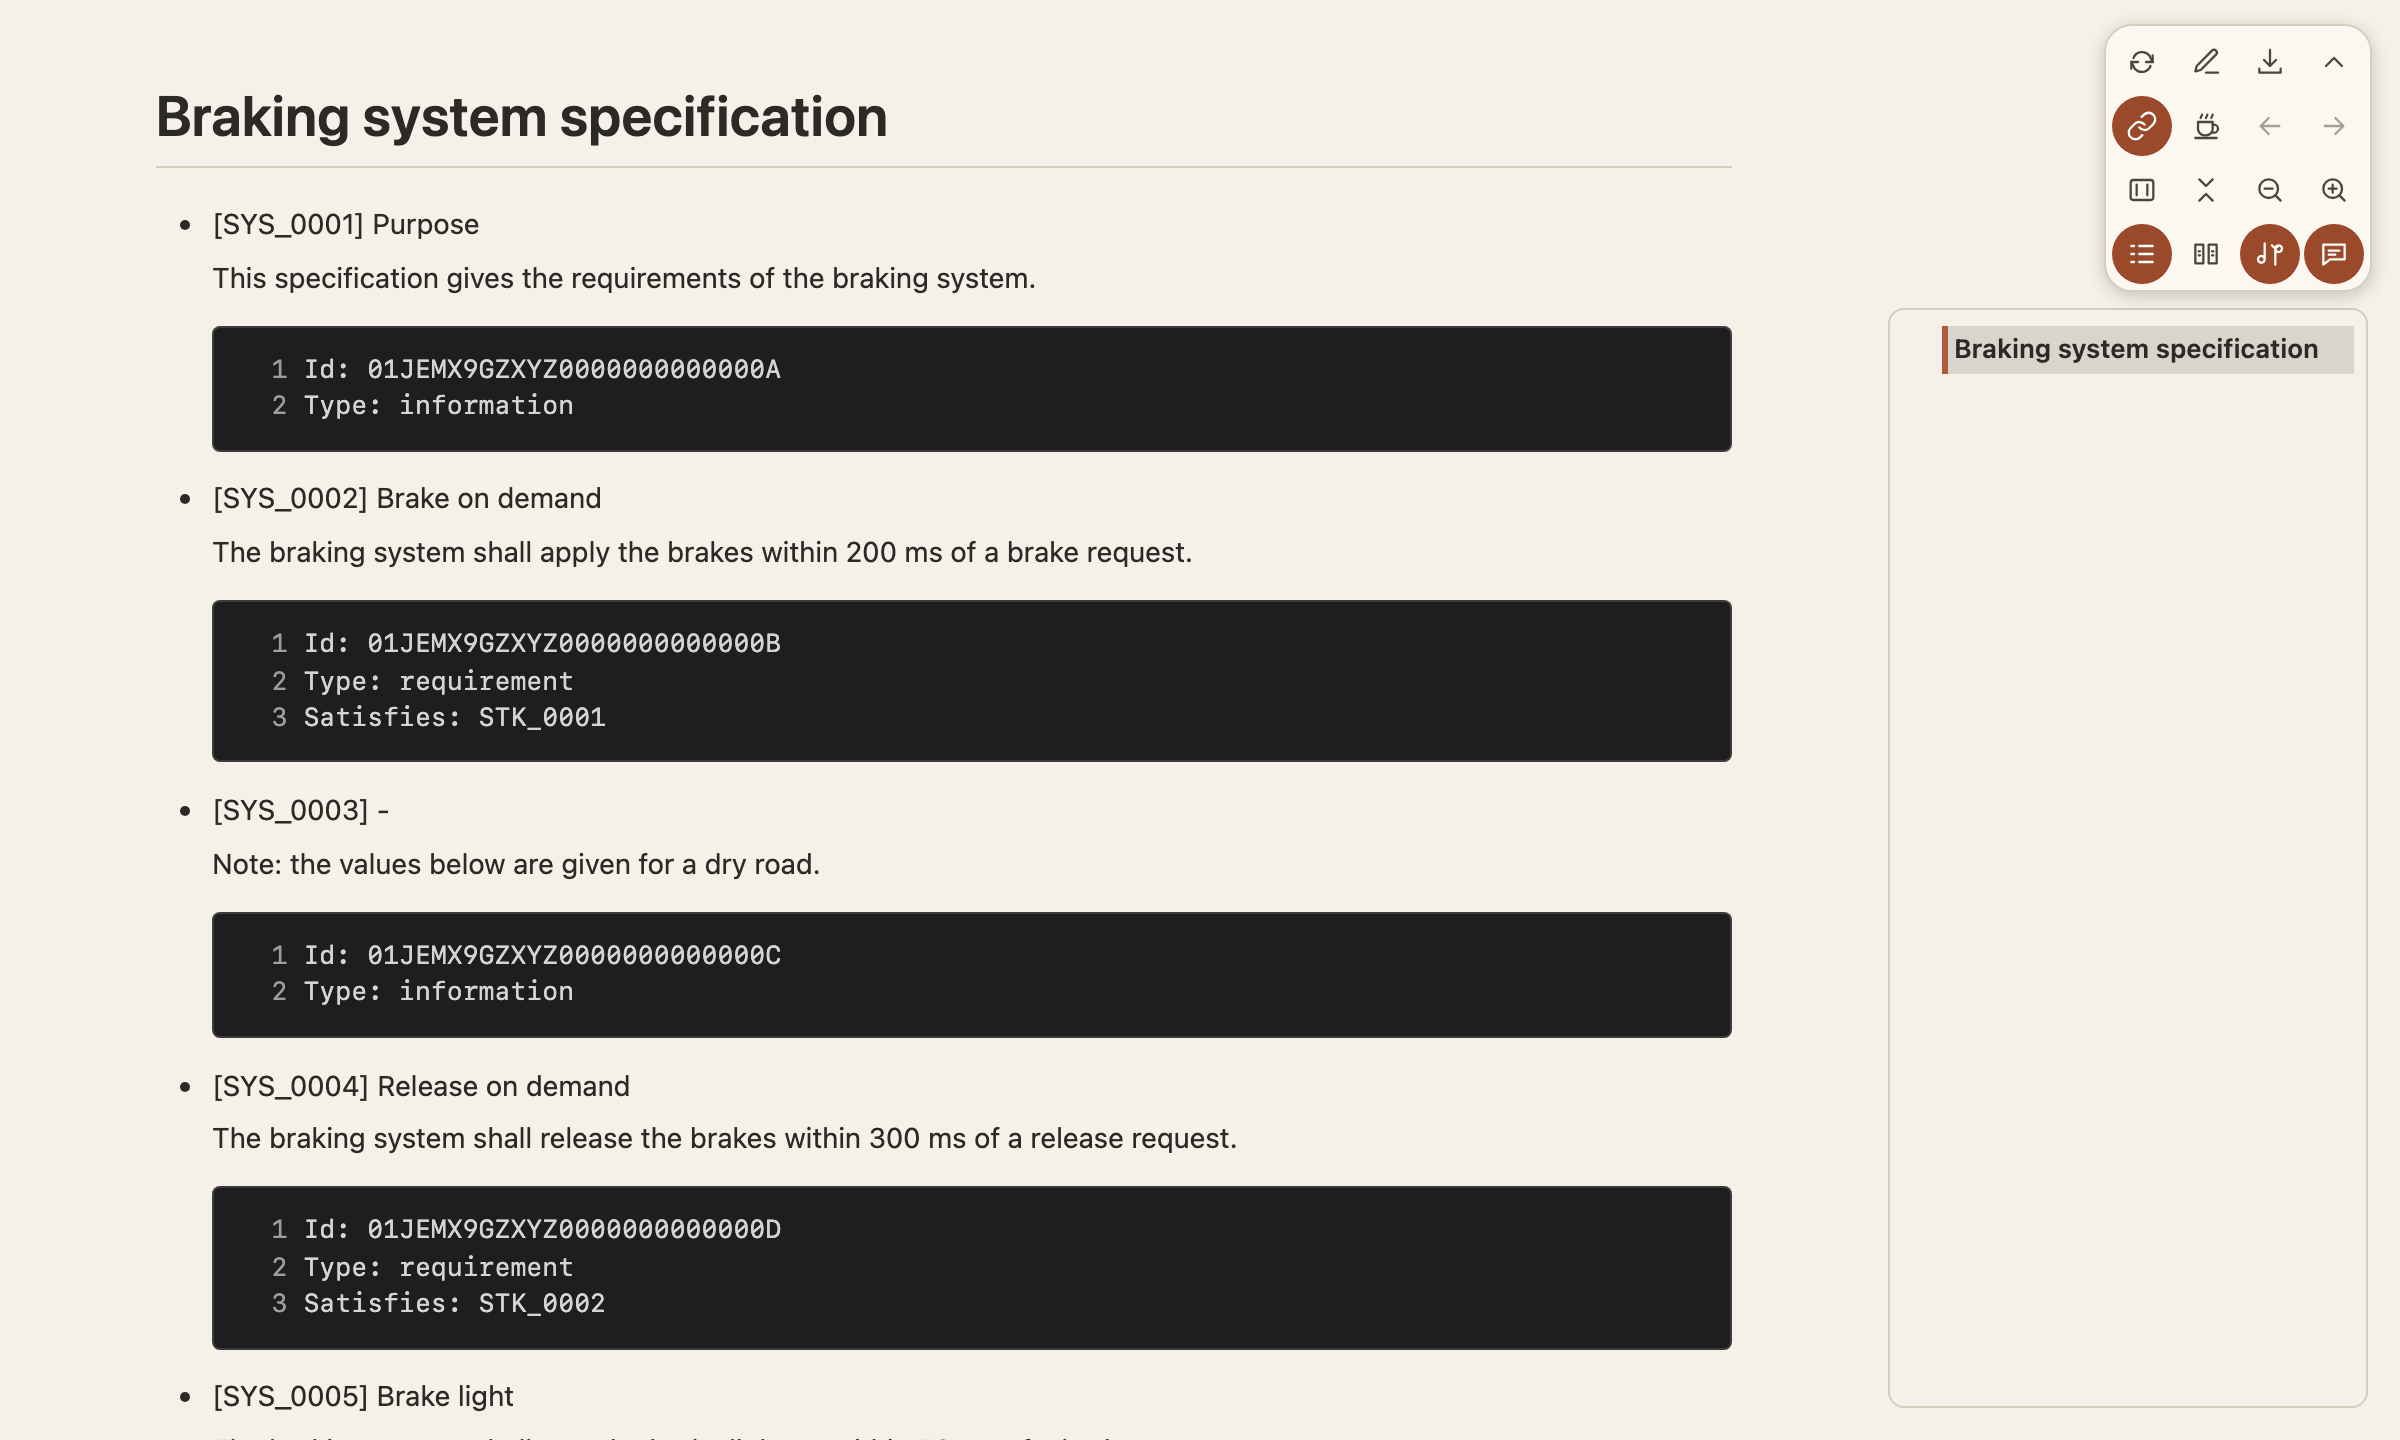 Braking system specification
[SYS_0001] Purpose
This specification gives the requirements of the braking system.
1 Id: 01JEMX9GZXYZ0000000000000A
2 Type: information
[SYS_0002] Brake on demand
The braking system shall apply the brakes within 200 ms of a brake request.
1 Id: 01JEMX9GZXYZ0000000000000B
2 Type: requirement
3 Satisfies: STK_0001
[SYS_0003] -
Note: the values below are given for a dry road.
1 Id: 01JEMX9GZXYZ0000000000000C
2 Type: information
[SYS_0004] Release on demand
The braking system shall release the brakes within 300 ms of a release request.
1 Id: 01JEMX9GZXYZ0000000000000D
2 Type: requirement
3 Satisfies: STK_0002
[SYS_0005] Brake light
Braking system specification